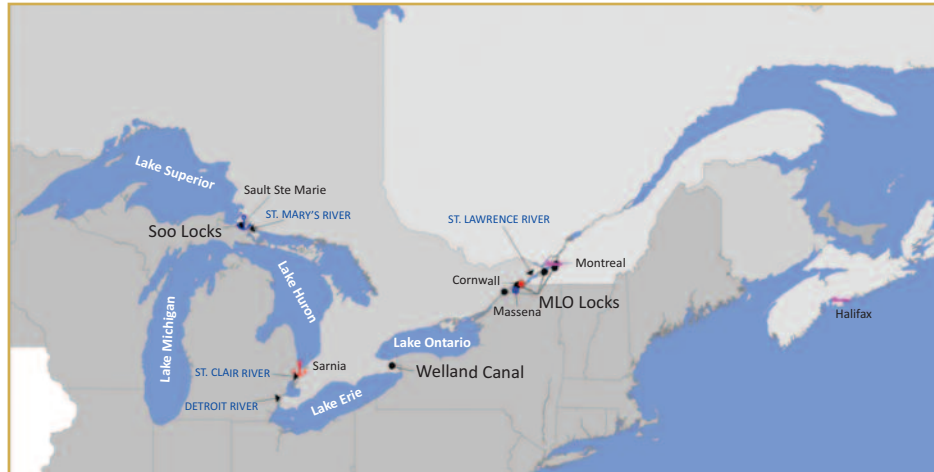 Lake Superior
Sault Ste Marie
ST. MARY'S RIVER
Soo Locks
ST. LAWRENCE RIVER
Montreal
Cornwall
MLO Locks
Massena
Halifax
Lake Huron
Lake Michigan
Lake Ontario
Sarnia
ST. CLAIR RIVER
Welland Canal
Lake Erie
DETROIT RIVER